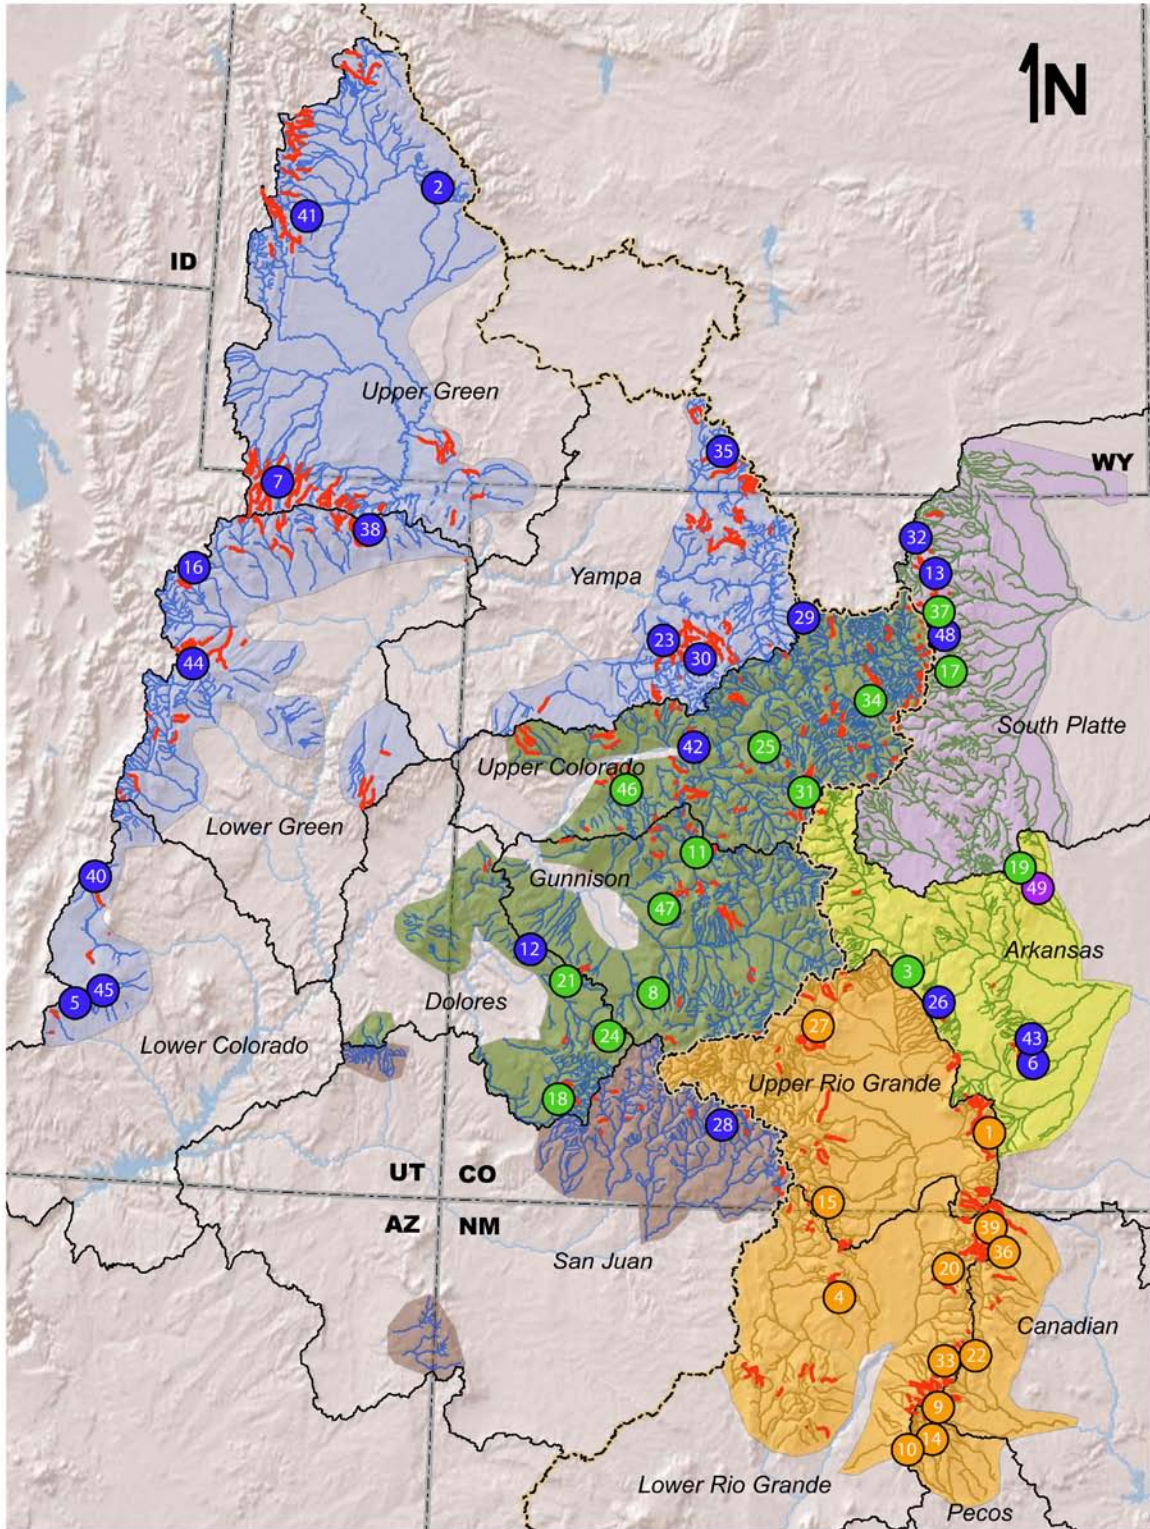 N
2
41
ID
Upper Green
35
WY
7
38
32
16
13
Yampa
37
29
48
23
44
30
17
34
South Platte
42
25
Upper Colorado
46
31
Lower Green
11
19
40
Gunnison
49
47
12
Arkansas
3
21
45
8
5
26
Dolores
27
24
43
Lower Colorado
6
Upper Rio Grande
18
28
1
UT CO
15
AZ NM
39
36
San Juan
20
4
Canadian
22
33
9
14
10
Lower Rio Grande
Pecos